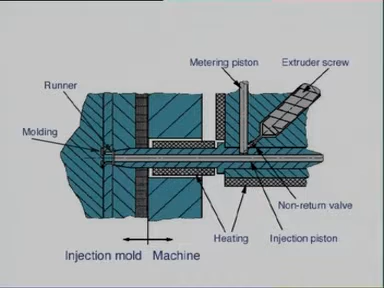 Metering piston
Extruder screw
Runner
Molding
Non-return valve
Heating
Injection piston
Injection mold
Machine